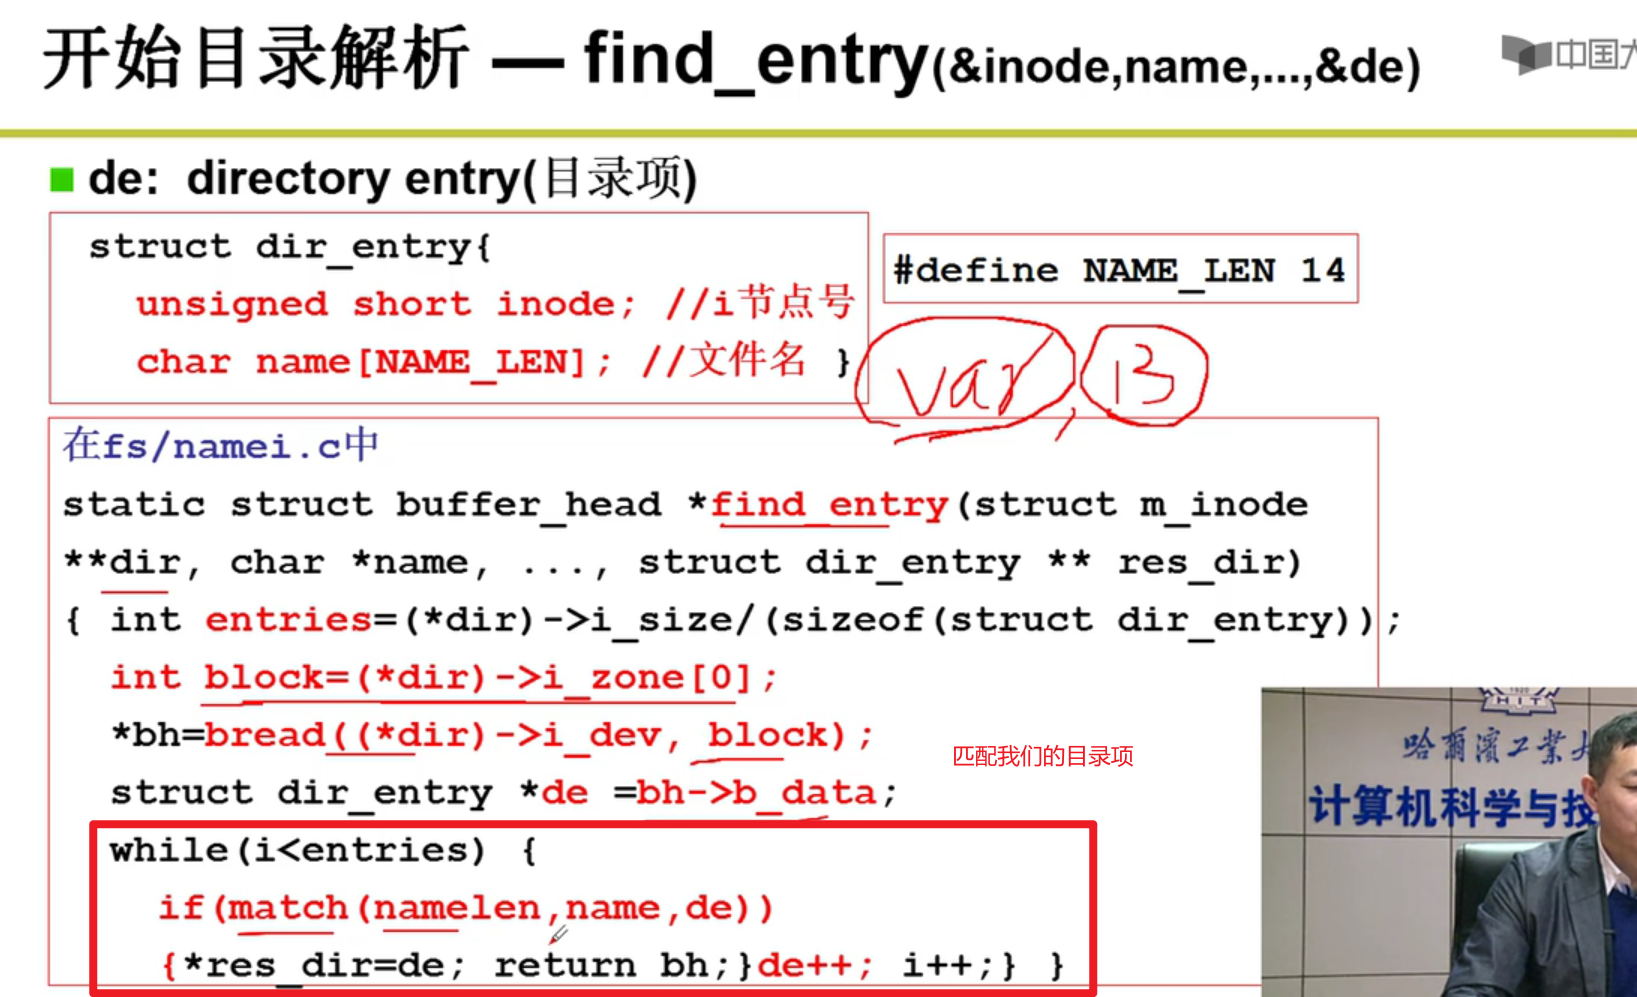 开始目录解析 — find_entry(&inode,name,...,&de)
中国大
de: directory entry(目录项)
struct dir_entry{
unsigned short inode; //i节点号
char name[NAME_LEN]; //文件名 }
#define NAME_LEN 14
var, 13
在fs/namei.c中
static struct buffer_head *find_entry(struct m_inode
**dir, char *name, ..., struct dir_entry ** res_dir)
{ int entries=(*dir)->i_size/(sizeof(struct dir_entry));
int block=(*dir)->i_zone[0];
*bh=bread((*dir)->i_dev, block);
struct dir_entry *de =bh->b_data;
while(i<entries) {
if(match(namelen,name,de))
{*res_dir=de; return bh;}de++; i++;} }
匹配我们的目录项
1920
HIT
哈尔滨工业大
计算机科学与技